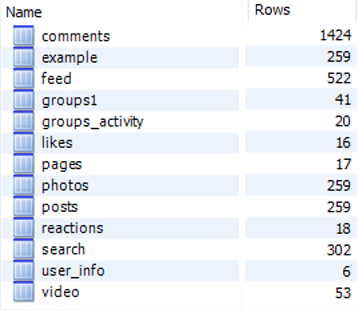 Name Rows
comments 1424
example 259
feed 522
groups1 41
groups_activity 20
likes 16
pages 17
photos 259
posts 259
reactions 18
search 302
user_info 6
video 53